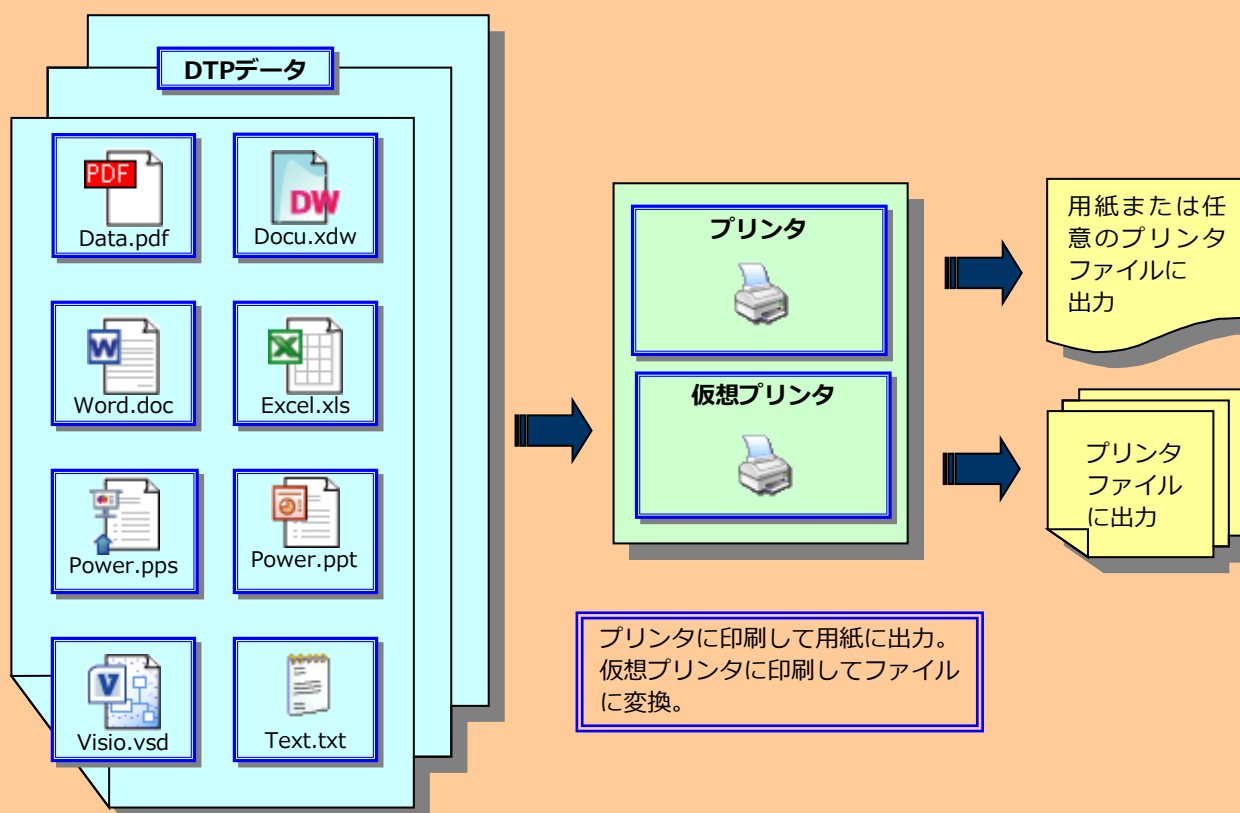 DTPデータ
PDF
Data.pdf
DW
Docu.xdw
W
Word.doc
X
Excel.xls
Power.pps
Power.ppt
V
Visio.vsd
Text.txt
プリンタ
仮想プリンタ
用紙または任
意のプリンタ
ファイルに
出力
プリンタ
ファイル
に出力
プリンタに印刷して用紙に出力。
仮想プリンタに印刷してファイル
に変換。